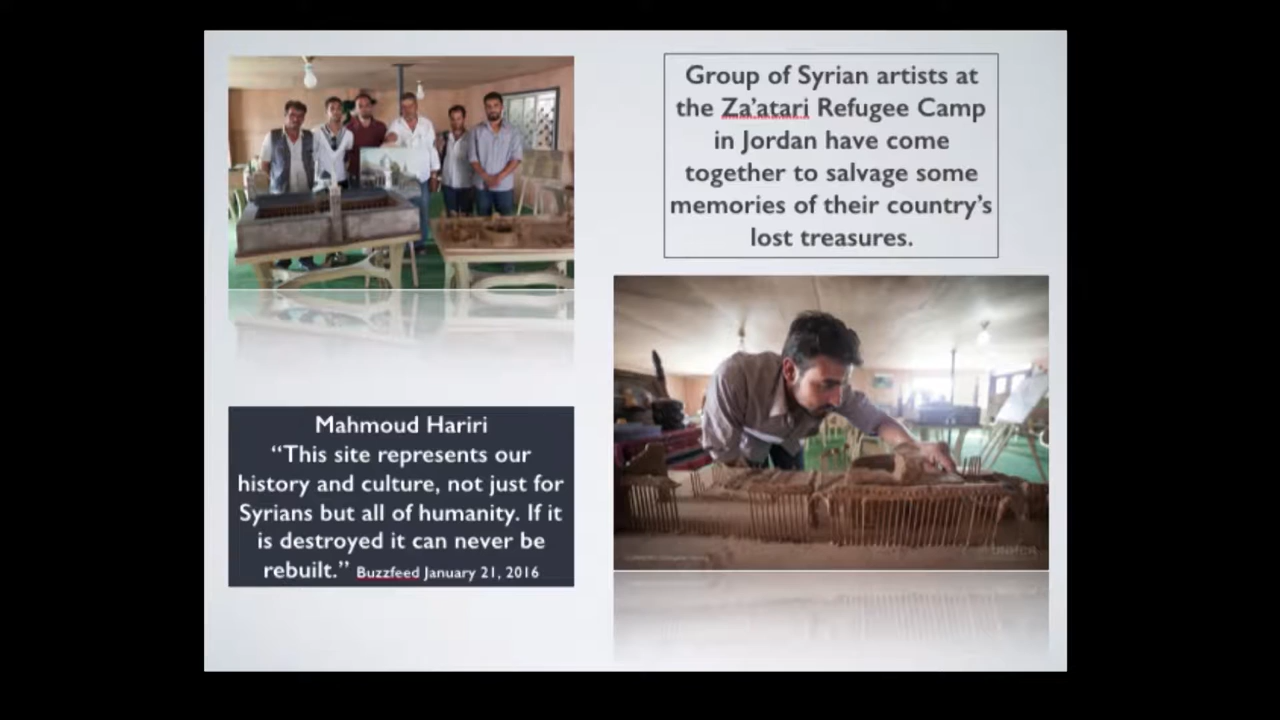 Group of Syrian artists at
the Za’atari Refugee Camp
in Jordan have come
together to salvage some
memories of their country’s
lost treasures.
Mahmoud Hariri
“This site represents our
history and culture, not just for
Syrians but all of humanity. If it
is destroyed it can never be
rebuilt.” Buzzfeed January 21, 2016